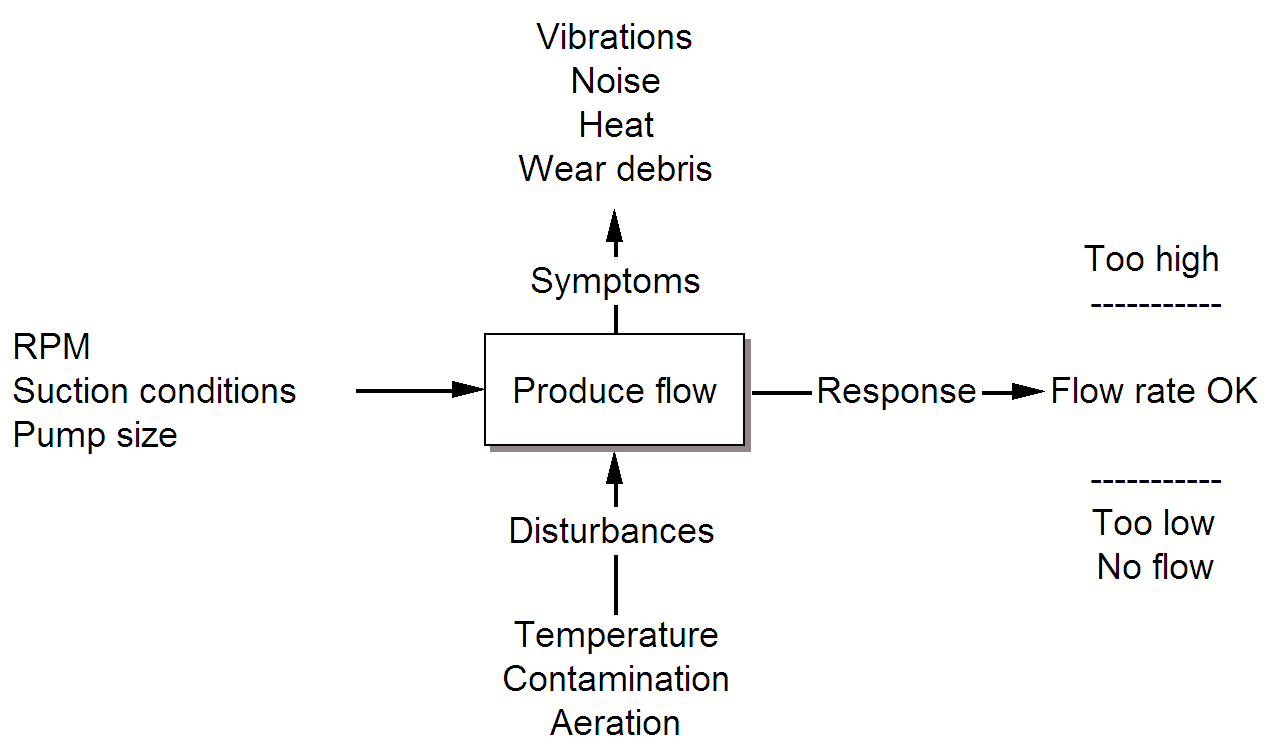 Vibrations
Noise
Heat
Wear debris
Symptoms
Too high
-----------
RPM
Suction conditions
Pump size
Produce flow
Response
Flow rate OK
-----------
Too low
No flow
Disturbances
Temperature
Contamination
Aeration